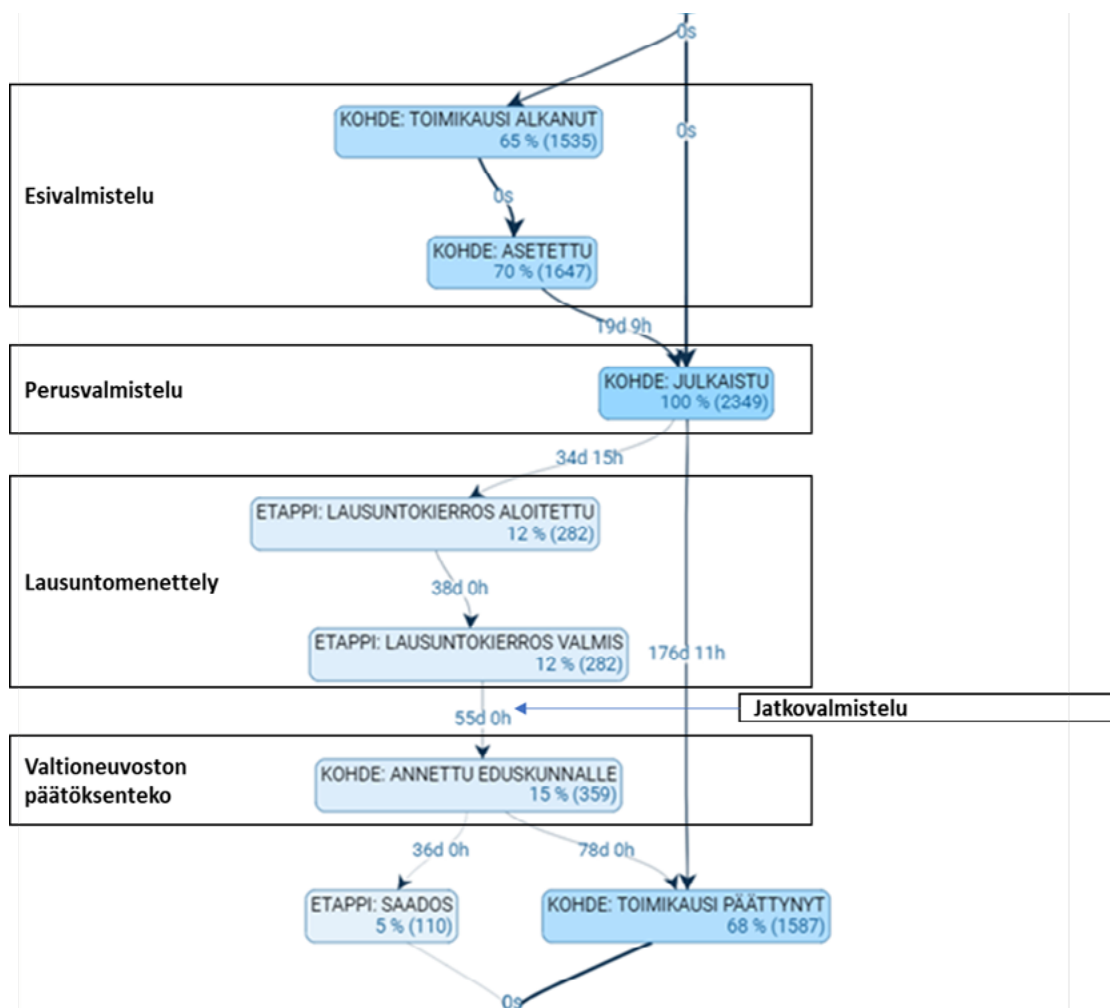 0s
KOHDE: TOIMIKAUSI ALKANUT
65 % (1535)
0s
Esivalmistelu
0s
KOHDE: ASETETTU
70 % (1647)
19d 9h
Perusvalmistelu
KOHDE: JULKAISTU
100 % (2349)
34d 15h
ETAPPI: LAUSUNTOKIERROS ALOITETTU
12 % (282)
Lausuntomenettely
38d 0h
ETAPPI: LAUSUNTOKIERROS VALMIS
12 % (282)
176d 11h
Jatkovalmistelu
55d 0h
Valtioneuvoston
päätöksenteko
KOHDE: ANNETTU EDUSKUNNALLE
15 % (359)
36d 0h
78d 0h
ETAPPI: SAADOS
5 % (110)
KOHDE: TOIMIKAUSI PÄÄTTYNYT
68 % (1587)
0s